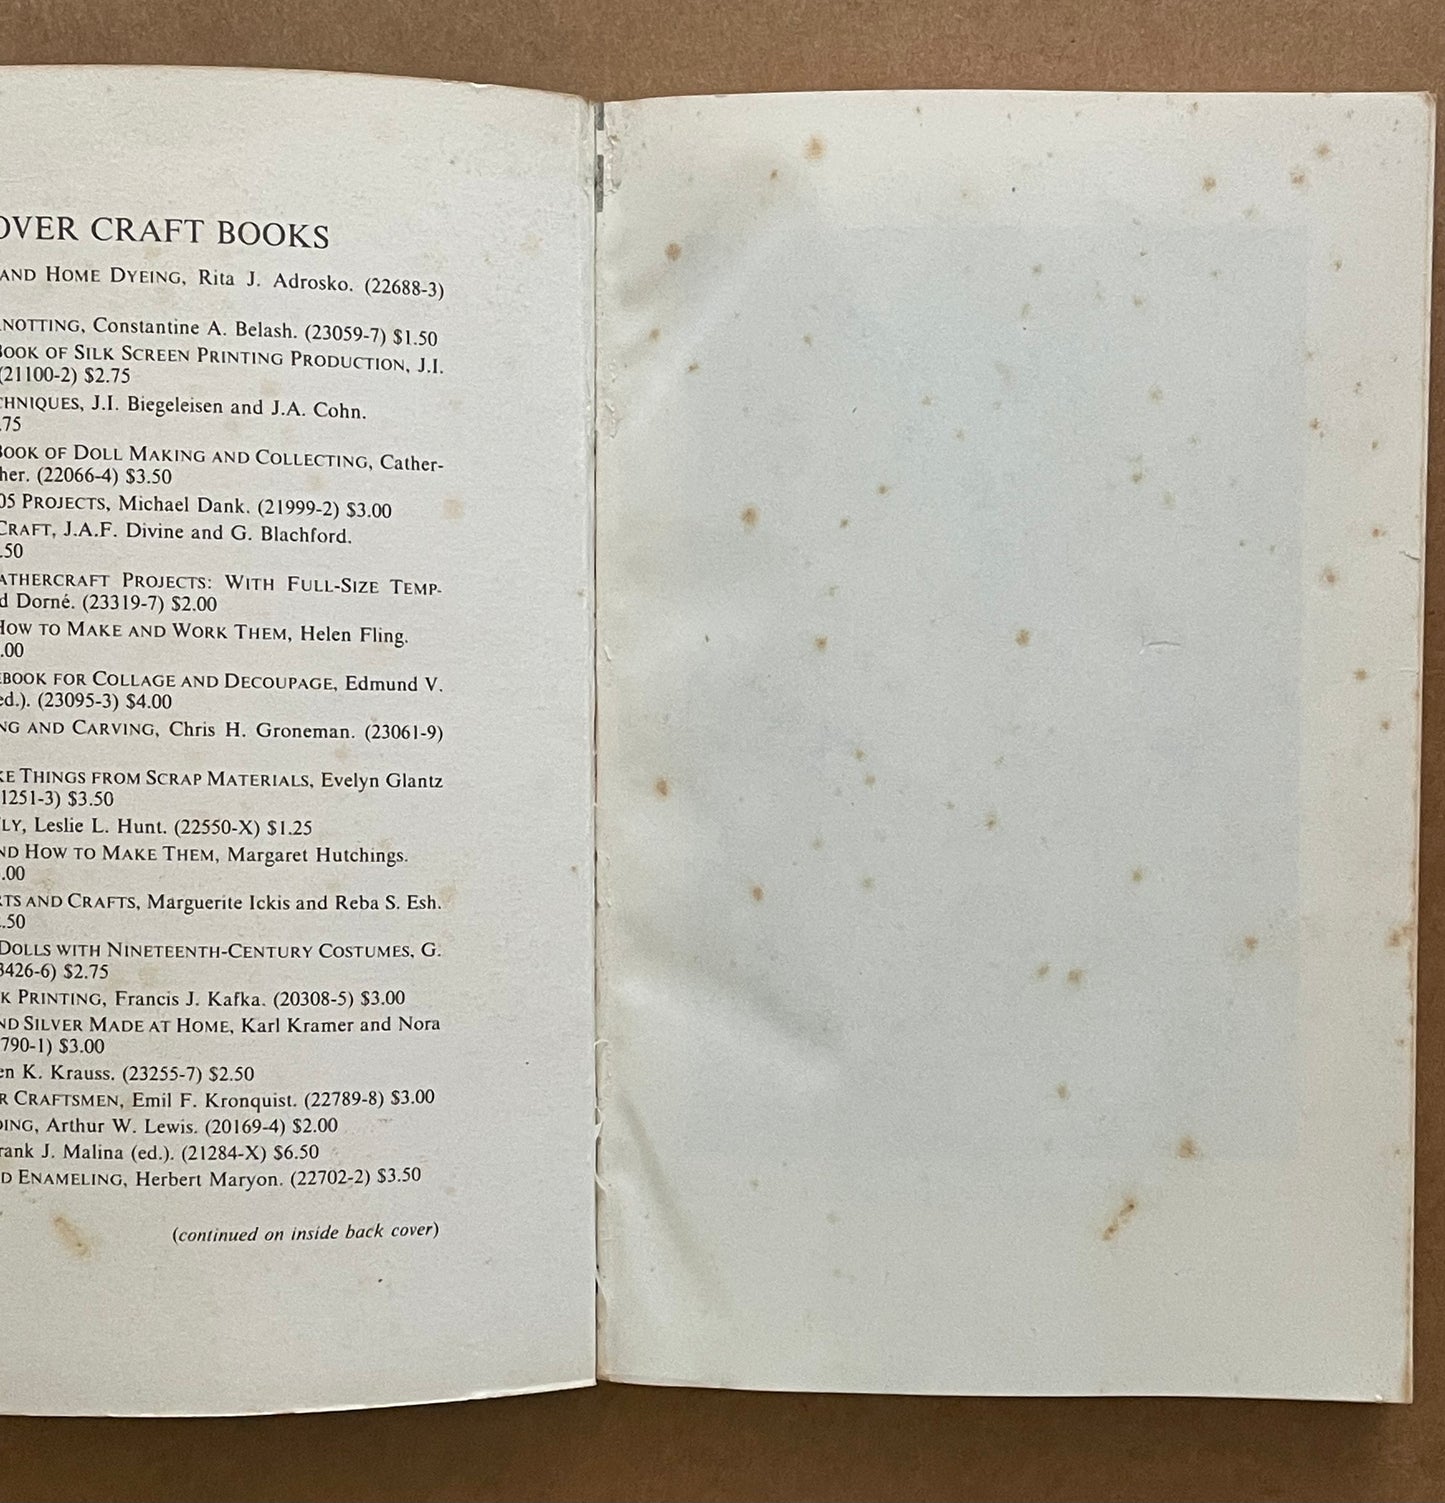 OVER CRAFT BOOKS
AND HOME DYEING, Rita J. Adrosko. (22688-3)
NOTTING, Constantine A. Belash. (23059-7) $1.50
BOOK OF SILK SCREEN PRINTING PRODUCTION, J.I.
(21100-2) $2.75
CHNIQUES, J.I. Biegeleisen and J.A. Cohn.
.75
BOOK OF DOLL MAKING AND COLLECTING, Cather-
her. (22066-4) $3.50
05 PROJECTS, Michael Dank. (21999-2) $3.00
CRAFT, J.A.F. Divine and G. Blachford.
.50
ATHERCRAFT PROJECTS: WITH FULL-SIZE TEMP-
d Dorné. (23319-7) $2.00
HOW TO MAKE AND WORK THEM, Helen Fling.
.00
EBOOK FOR COLLAGE AND DECOUPAGE, Edmund V.
ed.). (23095-3) $4.00
NG AND CARVING, Chris H. Groneman. (23061-9)
KE THINGS FROM SCRAP MATERIALS, Evelyn Glantz
1251-3) $3.50
LY, Leslie L. Hunt. (22550-X) $1.25
ND HOW TO MAKE THEM, Margaret Hutchings.
.00
RTS AND CRAFTS, Marguerite Ickis and Reba S. Esh.
.50
DOLLS WITH NINETEENTH-CENTURY COSTUMES, G.
3426-6) $2.75
K PRINTING, Francis J. Kafka. (20308-5) $3.00
ND SILVER MADE AT HOME, Karl Kramer and Nora
790-1) $3.00
en K. Krauss. (23255-7) $2.50
R CRAFTSMEN, Emil F. Kronquist. (22789-8) $3.00
DING, Arthur W. Lewis. (20169-4) $2.00
rank J. Malina (ed.). (21284-X) $6.50
D ENAMELING, Herbert Maryon. (22702-2) $3.50
(continued on inside back cover)